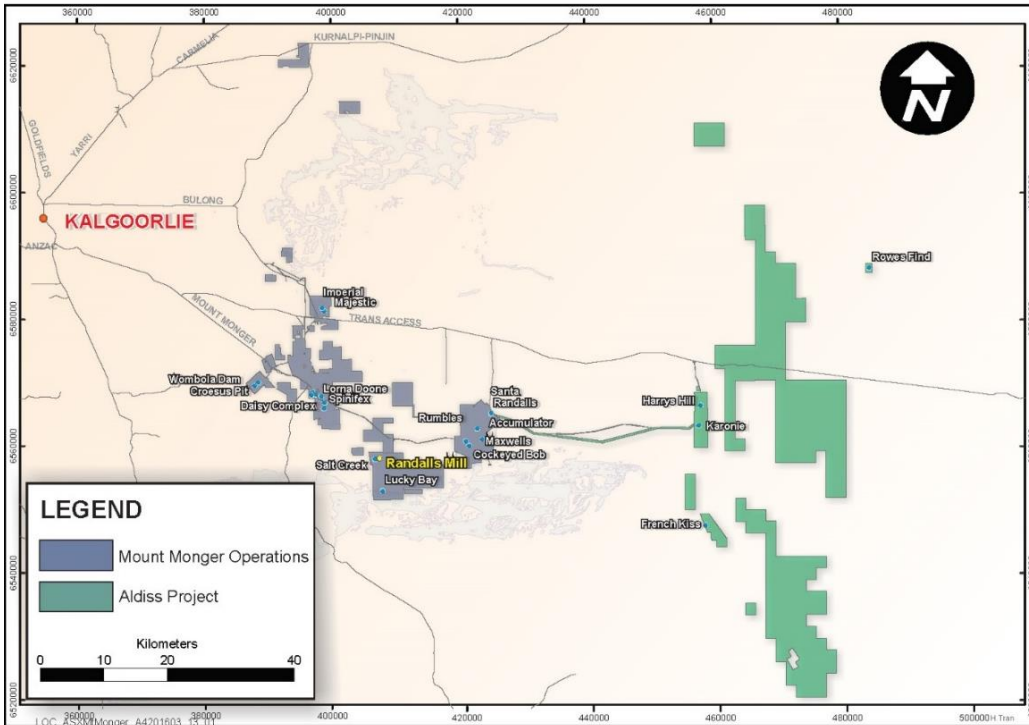 360000 380000 400000 420000 440000 460000 480000
6620000
6600000
6580000
6560000
6540000
6520000
KURNALPI-PINJIN
CARMELIA
GOLDFIELDS
YARRI
N
BULONG
KALGOORLIE
ANZAC
Rowes Find
MOUNT MONGER
Imperial
Majestic
TRANS ACCESS
Wombola Dam
Croesus Pit
Lorna Doone
Spinifex
Daisy Complex
Santa
Randalls
Rumbles
Accumulator
Maxwells
Cockeyed Bob
Harrys Hill
Karonie
Salt Creek
Randalls Mill
Lucky Bay
French Kiss
LEGEND
Mount Monger Operations
Aldiss Project
Kilometers
0 10 20 40
360000 380000 400000 420000 440000 460000 480000 500000
H.Tran